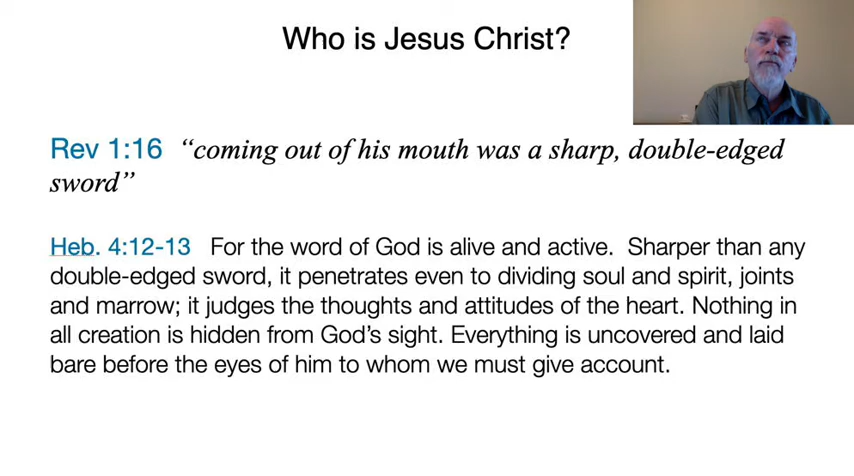 Who is Jesus Christ?
Rev 1:16 “coming out of his mouth was a sharp, double-edged
sword”
Heb. 4:12-13 For the word of God is alive and active. Sharper than any
double-edged sword, it penetrates even to dividing soul and spirit, joints
and marrow; it judges the thoughts and attitudes of the heart. Nothing in
all creation is hidden from God’s sight. Everything is uncovered and laid
bare before the eyes of him to whom we must give account.